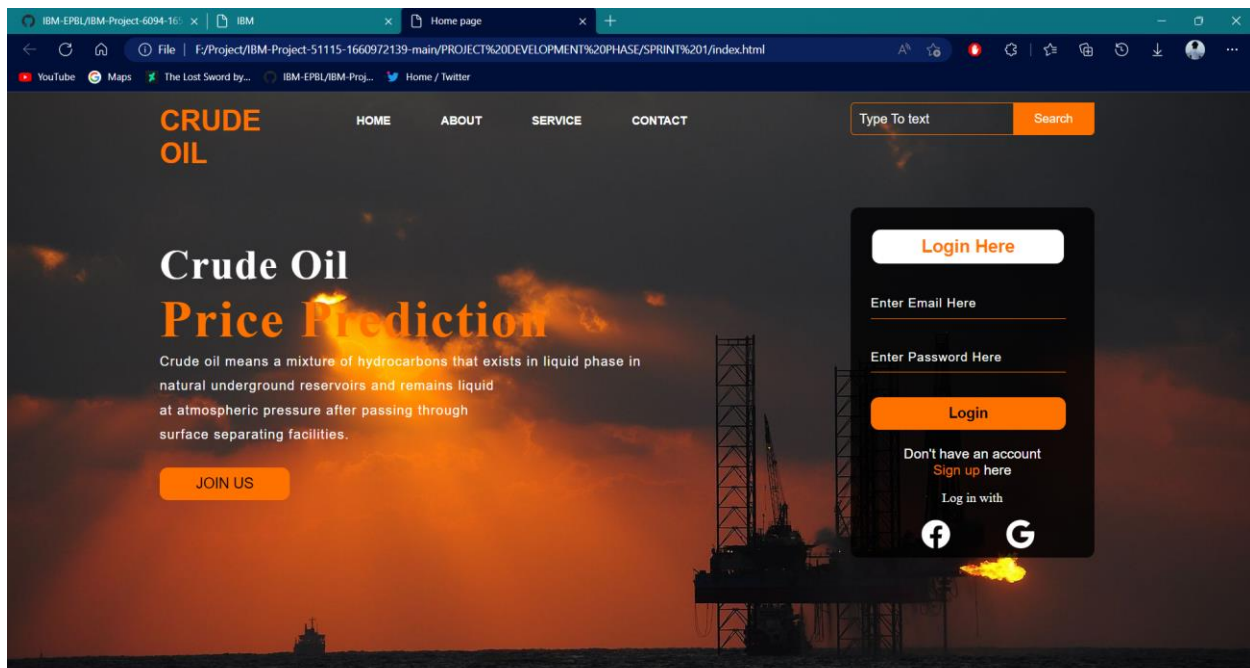 IBM-EPBL/IBM-Project-6094-165
IBM
Home page
File | F:/Project/IBM-Project-51115-1660972139-main/PROJECT%20DEVELOPMENT%20PHASE/SPRINT%201/index.html
YouTube Maps The Lost Sword by... IBM-EPBL/IBM-Proj... Home / Twitter
CRUDE
OIL
HOME ABOUT SERVICE CONTACT
Type To text Search
Crude Oil
Price Prediction
Crude oil means a mixture of hydrocarbons that exists in liquid phase in
natural underground reservoirs and remains liquid
at atmospheric pressure after passing through
surface separating facilities.
JOIN US
Login Here
Enter Email Here
Enter Password Here
Login
Don't have an account
Sign up here
Log in with